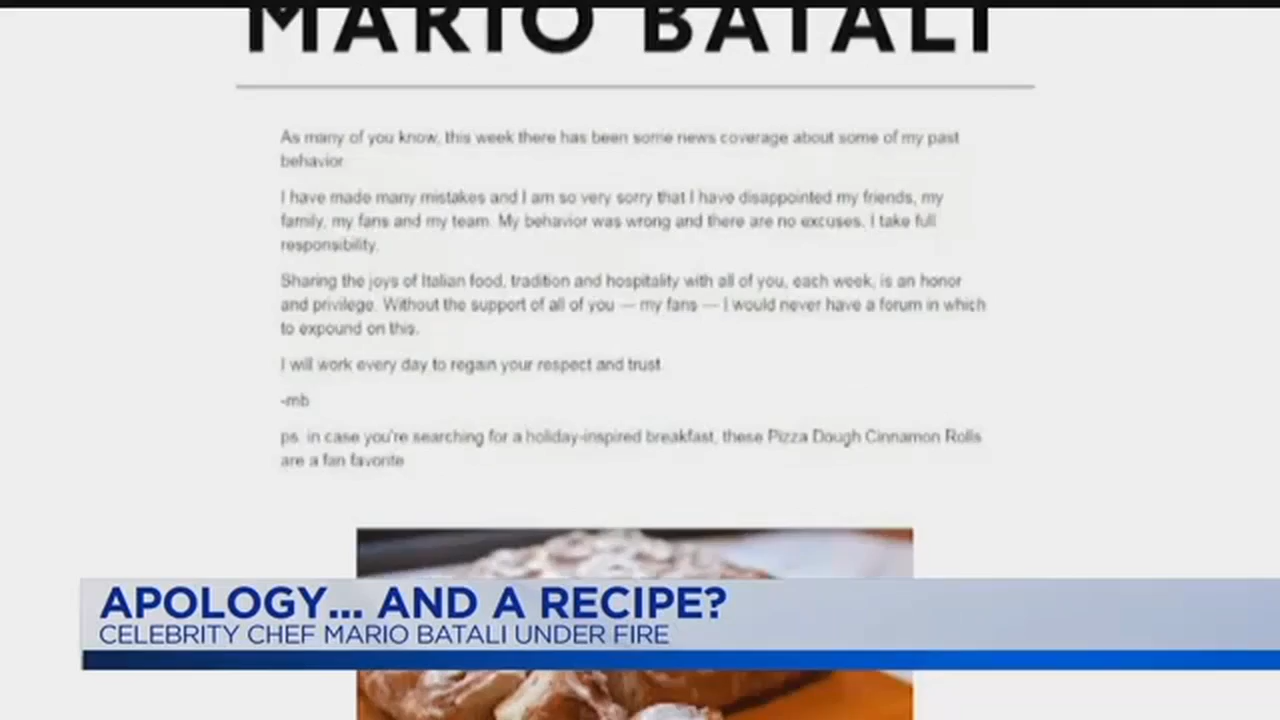 MARIO BATALI
As many of you know, this week there has been some news coverage about some of my past
behavior.
I have made many mistakes and I am so very sorry that I have disappointed my friends, my
family, my fans and my team. My behavior was wrong and there are no excuses. I take full
responsibility.
Sharing the joys of Italian food, tradition and hospitality with all of you, each week, is an honor
and privilege. Without the support of all of you — my fans — I would never have a forum in which
to expound on this.
I will work every day to regain your respect and trust.
-mb
ps. in case you're searching for a holiday-inspired breakfast, these Pizza Dough Cinnamon Rolls
are a fan favorite
APOLOGY... AND A RECIPE?
CELEBRITY CHEF MARIO BATALI UNDER FIRE